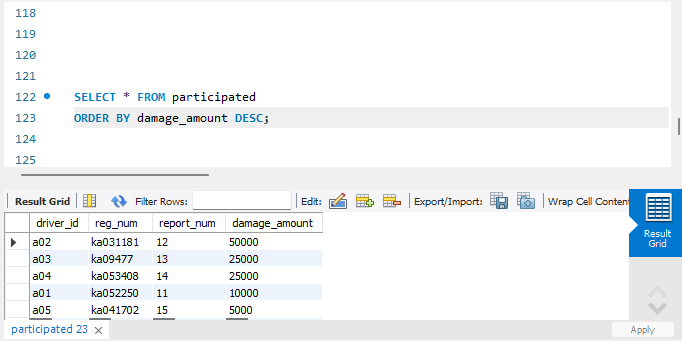 118
119
120
121
122 SELECT * FROM participated
123 ORDER BY damage_amount DESC;
124
125
Result Grid Filter Rows: Edit: Export/Import: Wrap Cell Conten
driver_id reg_num report_num damage_amount
a02 ka031181 12 50000
a03 ka09477 13 25000
a04 ka053408 14 25000
a01 ka052250 11 10000
a05 ka041702 15 5000
Result
Grid
participated 23
Apply